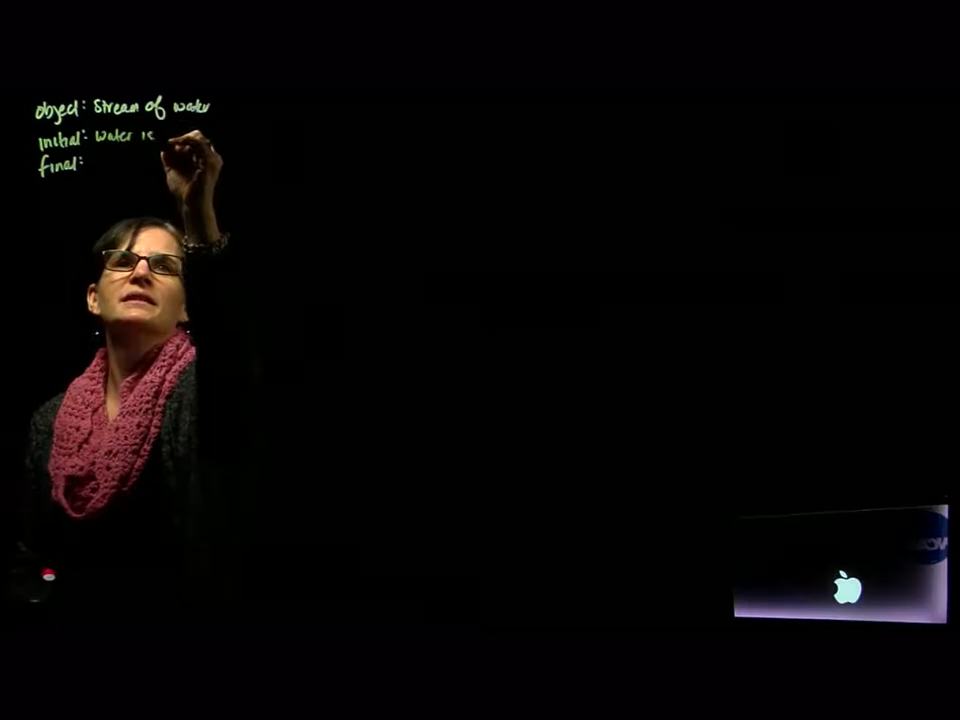 object: Stream of water
initial: water is
final: